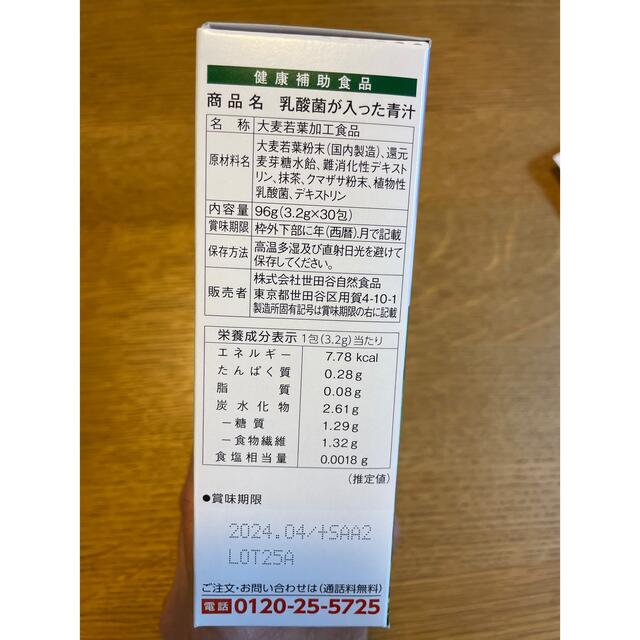 健康補助食品
商品名 乳酸菌が入った青汁
名称 大麦若葉加工食品
原材料名 大麦若葉粉末(国内製造)、還元
麦芽糖水飴、難消化性デキスト
リン、抹茶、クマザサ粉末、植物性
乳酸菌、デキストリン
内容量 96g(3.2g×30包)
賞味期限 枠外下部に年(西暦).月で記載
保存方法 高温多湿及び直射日光を避けて
保存してください。
販売者 株式会社世田谷自然食品
東京都世田谷区用賀4-10-1
製造所固有記号は賞味期限の右に記載
栄養成分表示 1包(3.2g)当たり
エネルギー 7.78 kcal
たんぱく質 0.28 g
脂質 0.08 g
炭水化物 2.61 g
−糖質 1.29 g
−食物繊維 1.32 g
食塩相当量 0.0018 g
(推定値)
●賞味期限
2024.04/+SAA2
LOT25A
ご注文・お問い合わせは(通話料無料)
電話 0120-25-5725